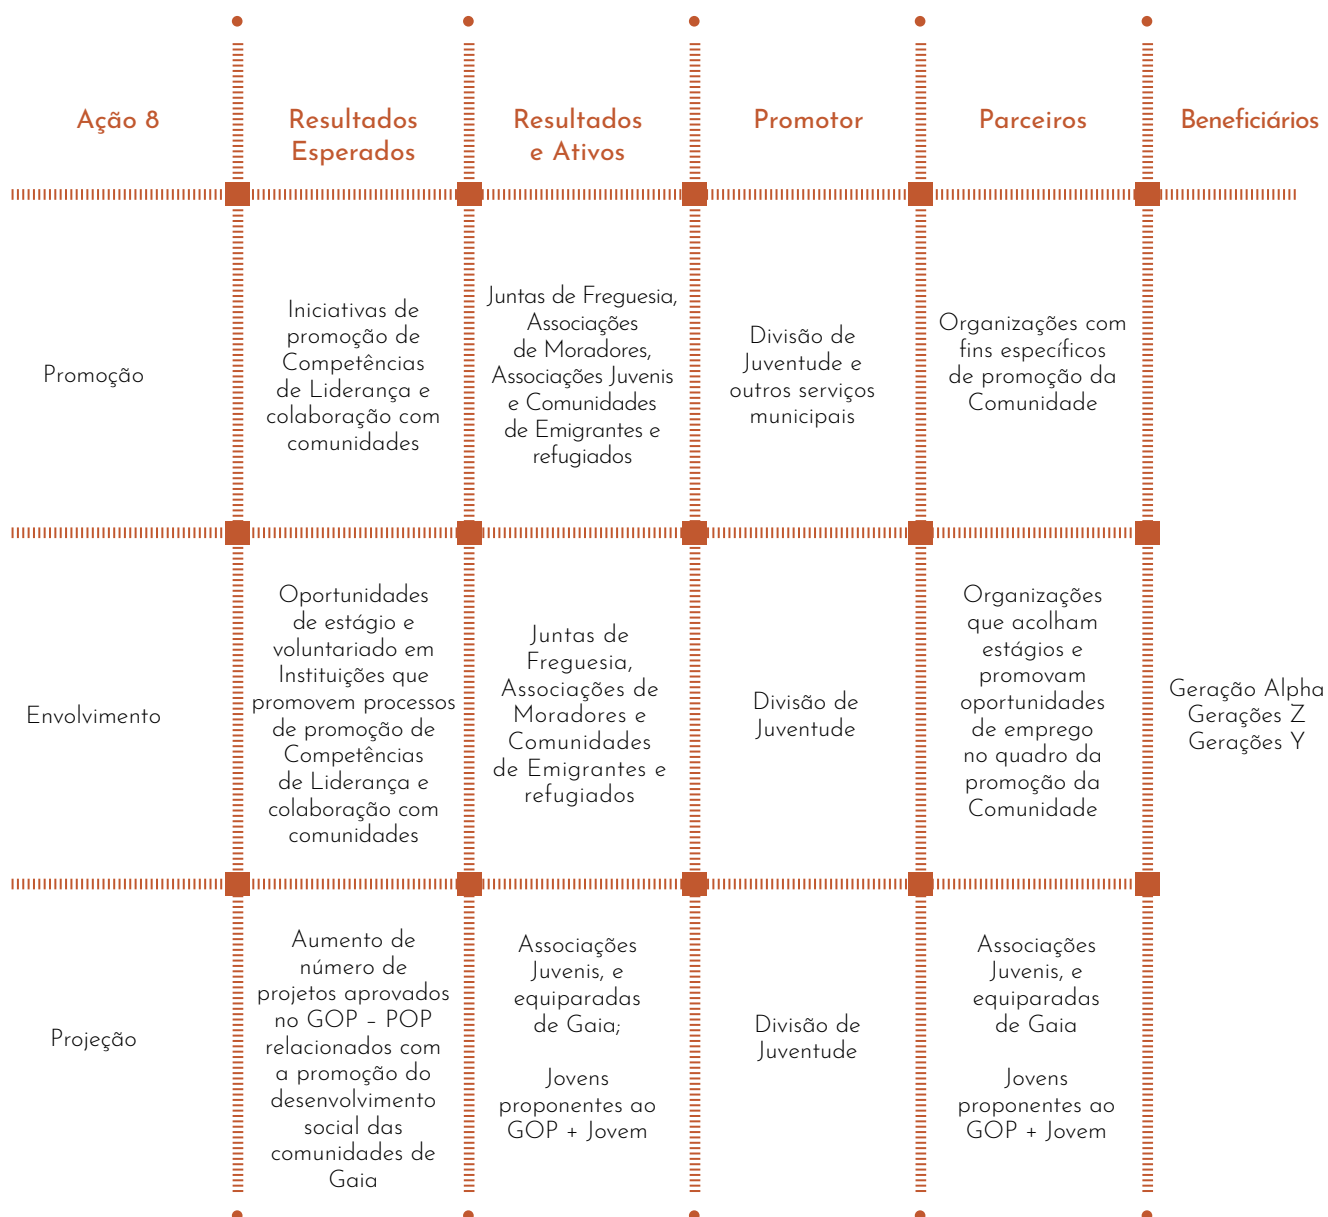 Ação 8
Resultados
Esperados
Resultados
e Ativos
Promotor
Parceiros
Beneficiários
Promoção
Iniciativas de
promoção de
Competências
de Liderança e
colaboração com
comunidades
Juntas de Freguesia,
Associações
de Moradores,
Associações Juvenis
e Comunidades
de Emigrantes e
refugiados
Divisão de
Juventude e
outros serviços
municipais
Organizações com
fins específicos
de promoção da
Comunidade
Envolvimento
Oportunidades
de estágio e
voluntariado em
Instituições que
promovem processos
de promoção de
Competências
de Liderança e
colaboração com
comunidades
Juntas de
Freguesia,
Associações de
Moradores e
Comunidades
de Emigrantes e
refugiados
Divisão de
Juventude
Organizações
que acolham
estágios e
promovam
oportunidades
de emprego
no quadro da
promoção da
Comunidade
Geração Alpha
Gerações Z
Gerações Y
Projeção
Aumento de
número de
projetos aprovados
no GOP – POP
relacionados com
a promoção do
desenvolvimento
social das
comunidades de
Gaia
Associações
Juvenis, e
equiparadas
de Gaia;
Jovens
proponentes ao
GOP + Jovem
Divisão de
Juventude
Associações
Juvenis, e
equiparadas
de Gaia
Jovens
proponentes ao
GOP + Jovem